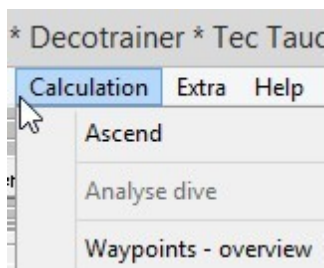 * Decotrainer * Tec Tauc
Calculation Extra Help
Ascend
Analyse dive
Waypoints - overview